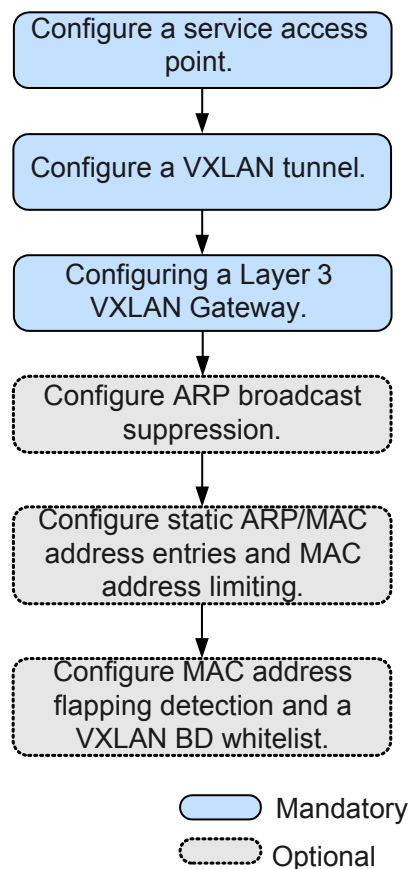 Configure a service access
point.
Configure a VXLAN tunnel.
Configuring a Layer 3
VXLAN Gateway.
Configure ARP broadcast
suppression.
Configure static ARP/MAC
address entries and MAC
address limiting.
Configure MAC address
flapping detection and a
VXLAN BD whitelist.
Mandatory
Optional